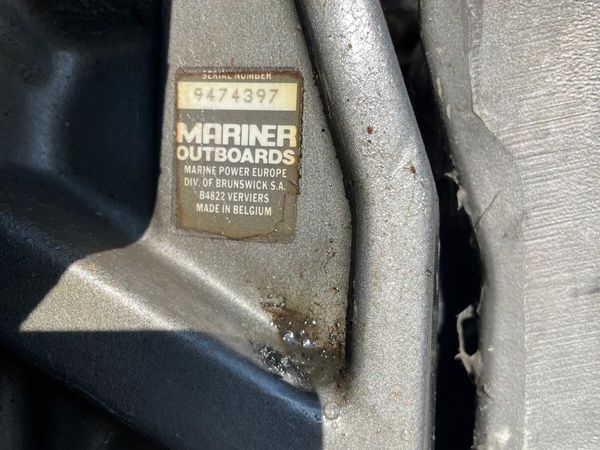 SERIAL NUMBER
9474397
MARINER
OUTBOARDS
MARINE POWER EUROPE
DIV. OF BRUNSWICK S.A.
B4822 VERVIERS
MADE IN BELGIUM